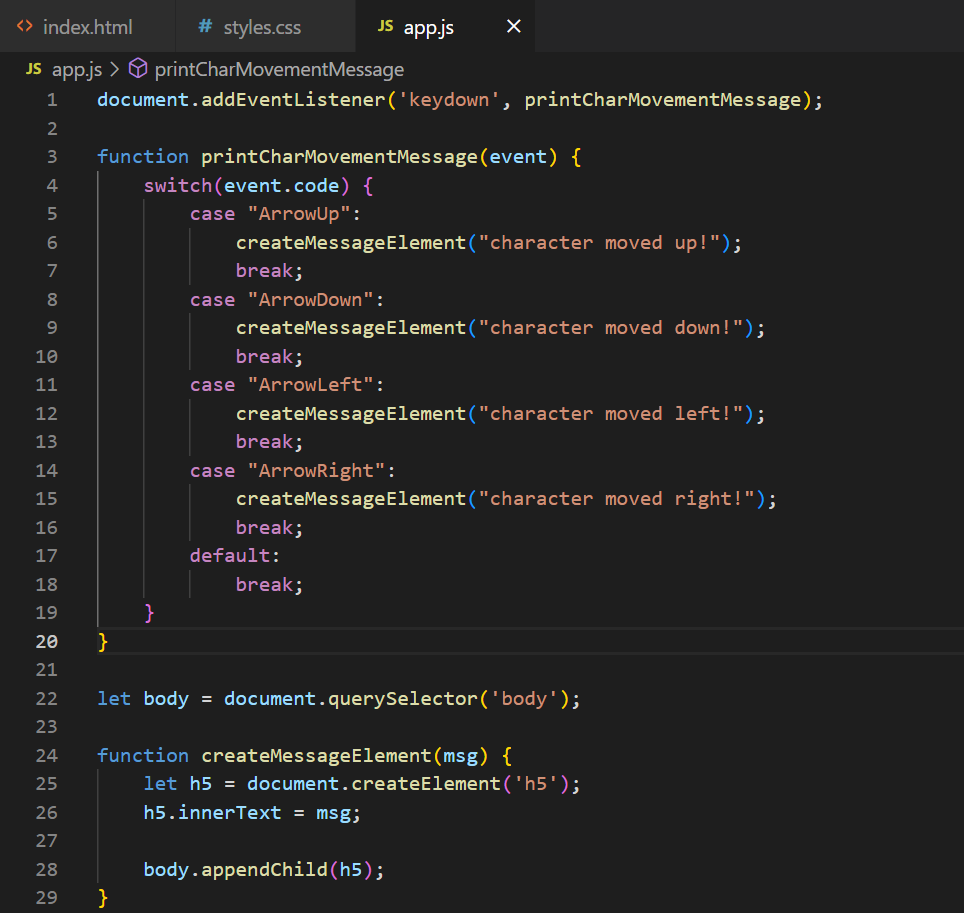 <> index.html # styles.css JS app.js ×
JS app.js > printCharMovementMessage
1 document.addEventListener('keydown', printCharMovementMessage);
2
3 function printCharMovementMessage(event) {
4     switch(event.code) {
5         case "ArrowUp":
6             createMessageElement("character moved up!");
7             break;
8         case "ArrowDown":
9             createMessageElement("character moved down!");
10             break;
11         case "ArrowLeft":
12             createMessageElement("character moved left!");
13             break;
14         case "ArrowRight":
15             createMessageElement("character moved right!");
16             break;
17         default:
18             break;
19     }
20 }
21
22 let body = document.querySelector('body');
23
24 function createMessageElement(msg) {
25     let h5 = document.createElement('h5');
26     h5.innerText = msg;
27
28     body.appendChild(h5);
29 }